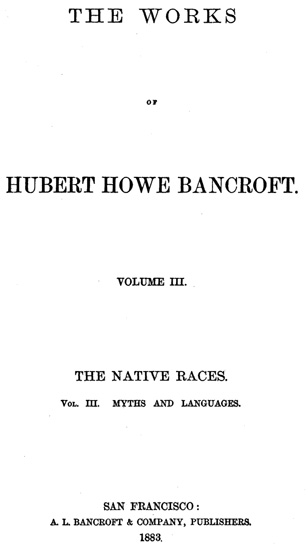 THE WORKS
OF
HUBERT HOWE BANCROFT.
VOLUME III.
THE NATIVE RACES.
VOL. III. MYTHS AND LANGUAGES.
SAN FRANCISCO:
A. L. BANCROFT & COMPANY, PUBLISHERS.
1883.